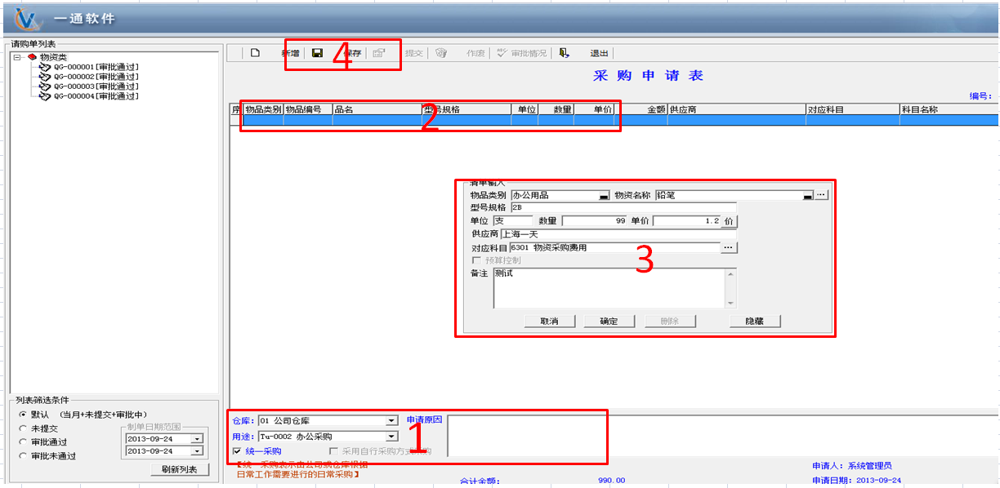 一通软件
请购单列表
物资类
QG-000001[审批通过]
QG-000002[审批通过]
QG-000003[审批通过]
QG-000004[审批通过]
新增 保存 提交 作废 审批情况 退出
4
采购申请表
编号:
序 物品类别 物品编号 品名 型号规格 单位 数量 单价 金额 供应商 对应科目 科目名称
2
清单输入
物品类别 办公用品 物资名称 铅笔 ...
型号规格 2B
单位 支 数量 99 单价 1.2 价
供应商 上海一天
对应科目 6301 物资采购费用 ...
预算控制
3
备注 测试
取消 确定 删除 隐藏
列表筛选条件
默认 (当月+未提交+审批中)
未提交
审批通过
审批未通过
制单日期范围
2013-09-24
2013-09-24
刷新列表
仓库: 01 公司仓库 申请原因
用途: Tu-0002 办公采购
1
统一采购 采用自行采购方式采购
【统一采购表示由公司或仓库根据
日常工作需要进行的日常采购】
合计金额: 990.00
申请人: 系统管理员
申请日期: 2013-09-24